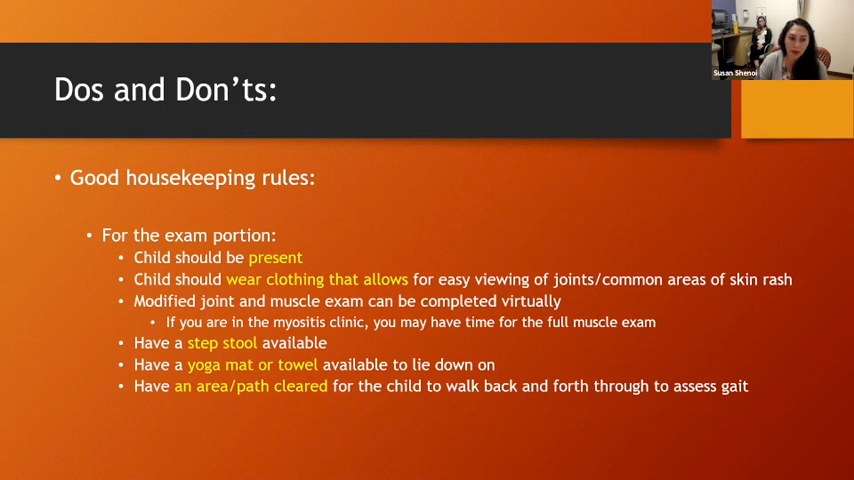 Susan Shenoi
Dos and Don'ts:
• Good housekeeping rules:
• For the exam portion:
• Child should be present
• Child should wear clothing that allows for easy viewing of joints/common areas of skin rash
• Modified joint and muscle exam can be completed virtually
• If you are in the myositis clinic, you may have time for the full muscle exam
• Have a step stool available
• Have a yoga mat or towel available to lie down on
• Have an area/path cleared for the child to walk back and forth through to assess gait